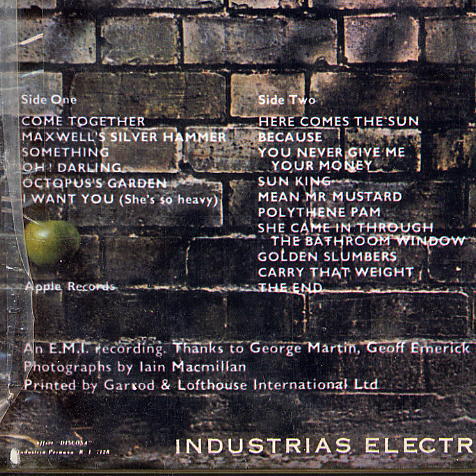 Side One
COME TOGETHER
MAXWELL'S SILVER HAMMER
SOMETHING
OH! DARLING
OCTOPUS'S GARDEN
I WANT YOU (She's so heavy)
Apple Records
Side Two
HERE COMES THE SUN
BECAUSE
YOU NEVER GIVE ME
YOUR MONEY
SUN KING
MEAN MR MUSTARD
POLYTHENE PAM
SHE CAME IN THROUGH
THE BATHROOM WINDOW
GOLDEN SLUMBERS
CARRY THAT WEIGHT
THE END
An E.M.I. recording. Thanks to George Martin, Geoff Emerick
Photographs by Iain Macmillan
Printed by Garrod & Lofthouse International Ltd
"DISCOSA"
Industria Peruana R. I.
INDUSTRIAS ELECTR